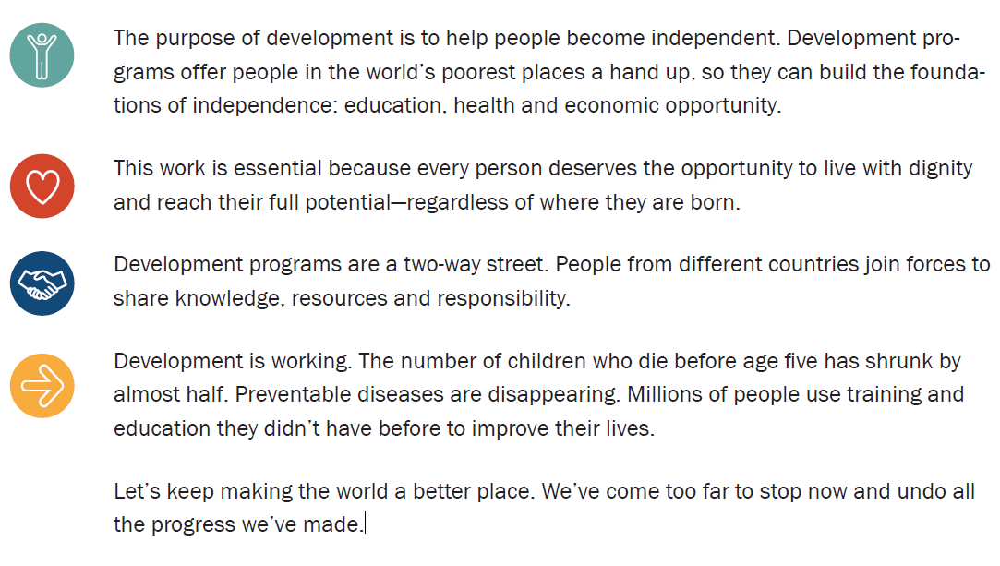 The purpose of development is to help people become independent. Development pro-
grams offer people in the world’s poorest places a hand up, so they can build the founda-
tions of independence: education, health and economic opportunity.
This work is essential because every person deserves the opportunity to live with dignity
and reach their full potential—regardless of where they are born.
Development programs are a two-way street. People from different countries join forces to
share knowledge, resources and responsibility.
Development is working. The number of children who die before age five has shrunk by
almost half. Preventable diseases are disappearing. Millions of people use training and
education they didn’t have before to improve their lives.
Let’s keep making the world a better place. We’ve come too far to stop now and undo all
the progress we’ve made.